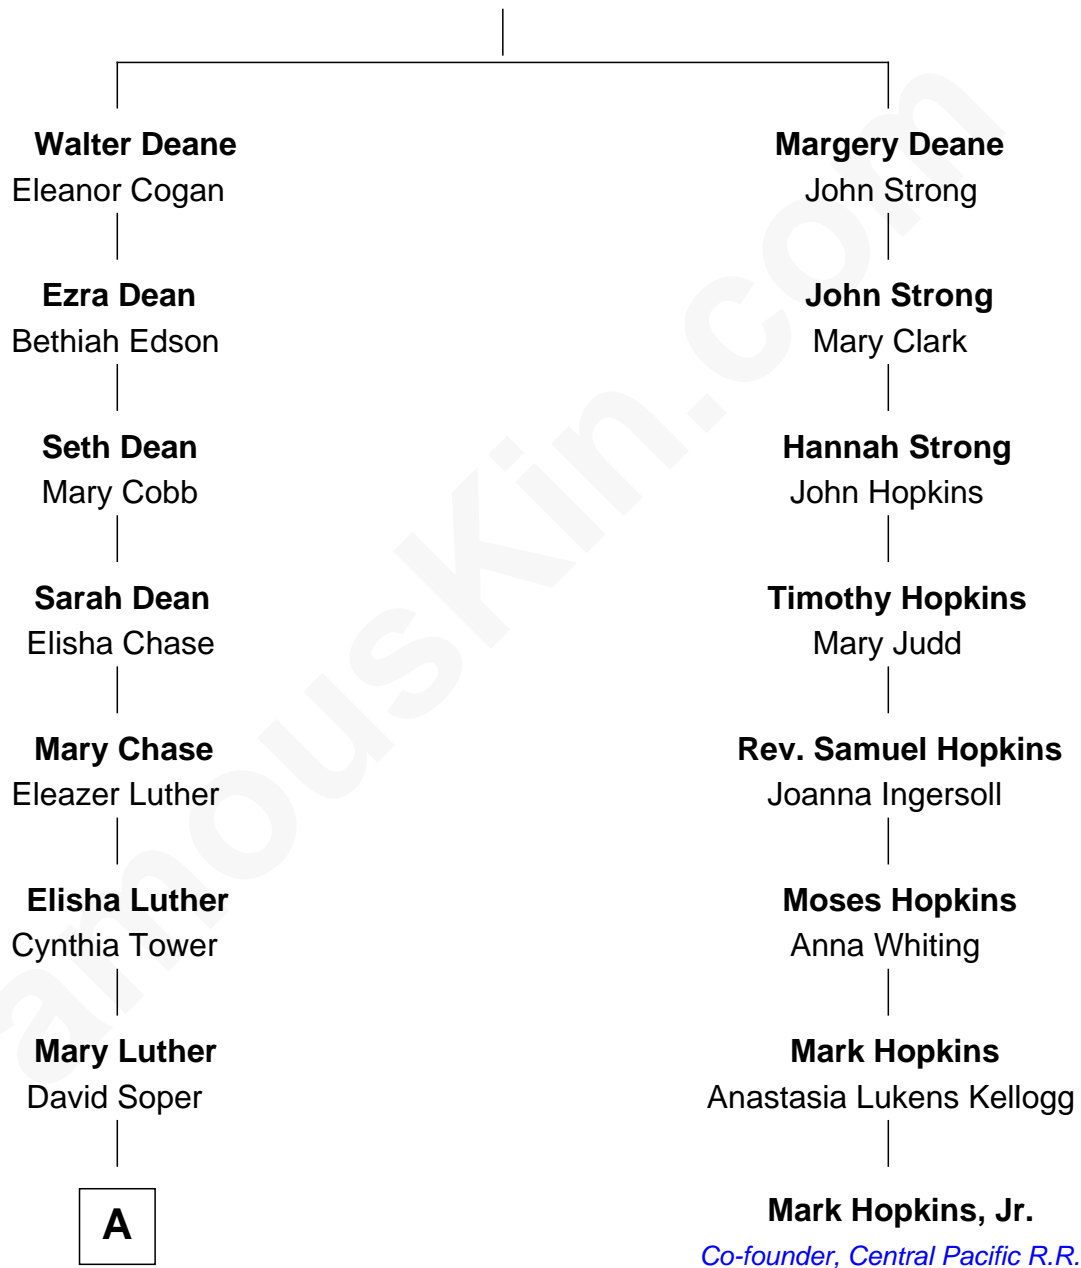 Walter Deane
Eleanor Cogan
Ezra Dean
Bethiah Edson
Seth Dean
Mary Cobb
Sarah Dean
Elisha Chase
Mary Chase
Eleazer Luther
Elisha Luther
Cynthia Tower
Mary Luther
David Soper
A
Margery Deane
John Strong
John Strong
Mary Clark
Hannah Strong
John Hopkins
Timothy Hopkins
Mary Judd
Rev. Samuel Hopkins
Joanna Ingersoll
Moses Hopkins
Anna Whiting
Mark Hopkins
Anastasia Lukens Kellogg
Mark Hopkins, Jr.
Co-founder, Central Pacific R.R.
amousKin.com